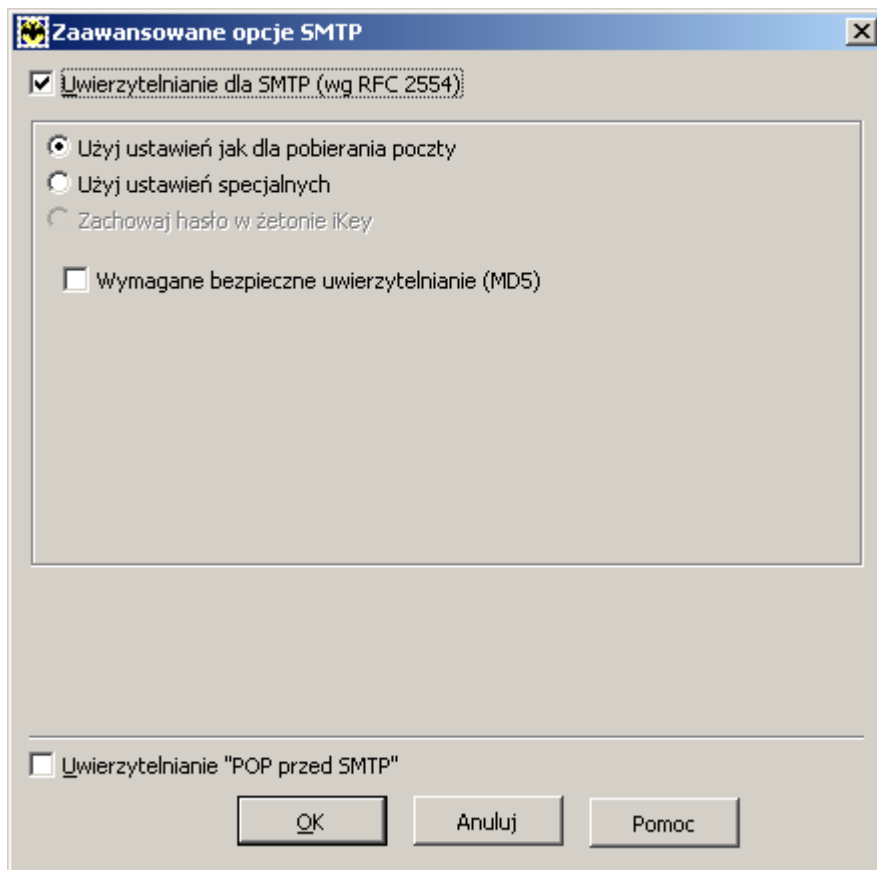 Zaawansowane opcje SMTP
Uwierzytelnianie dla SMTP (wg RFC 2554)
Użyj ustawień jak dla pobierania poczty
Użyj ustawień specjalnych
Zachowaj hasło w żetonie iKey
Wymagane bezpieczne uwierzytelnianie (MD5)
Uwierzytelnianie "POP przed SMTP"
OK Anuluj Pomoc